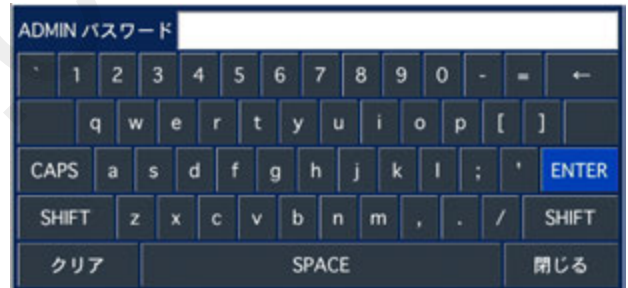 ADMIN パスワード
` 1 2 3 4 5 6 7 8 9 0 - = ←
q w e r t y u i o p [ ]
CAPS a s d f g h j k l ; ' ENTER
SHIFT z x c v b n m , . / SHIFT
クリア SPACE 閉じる